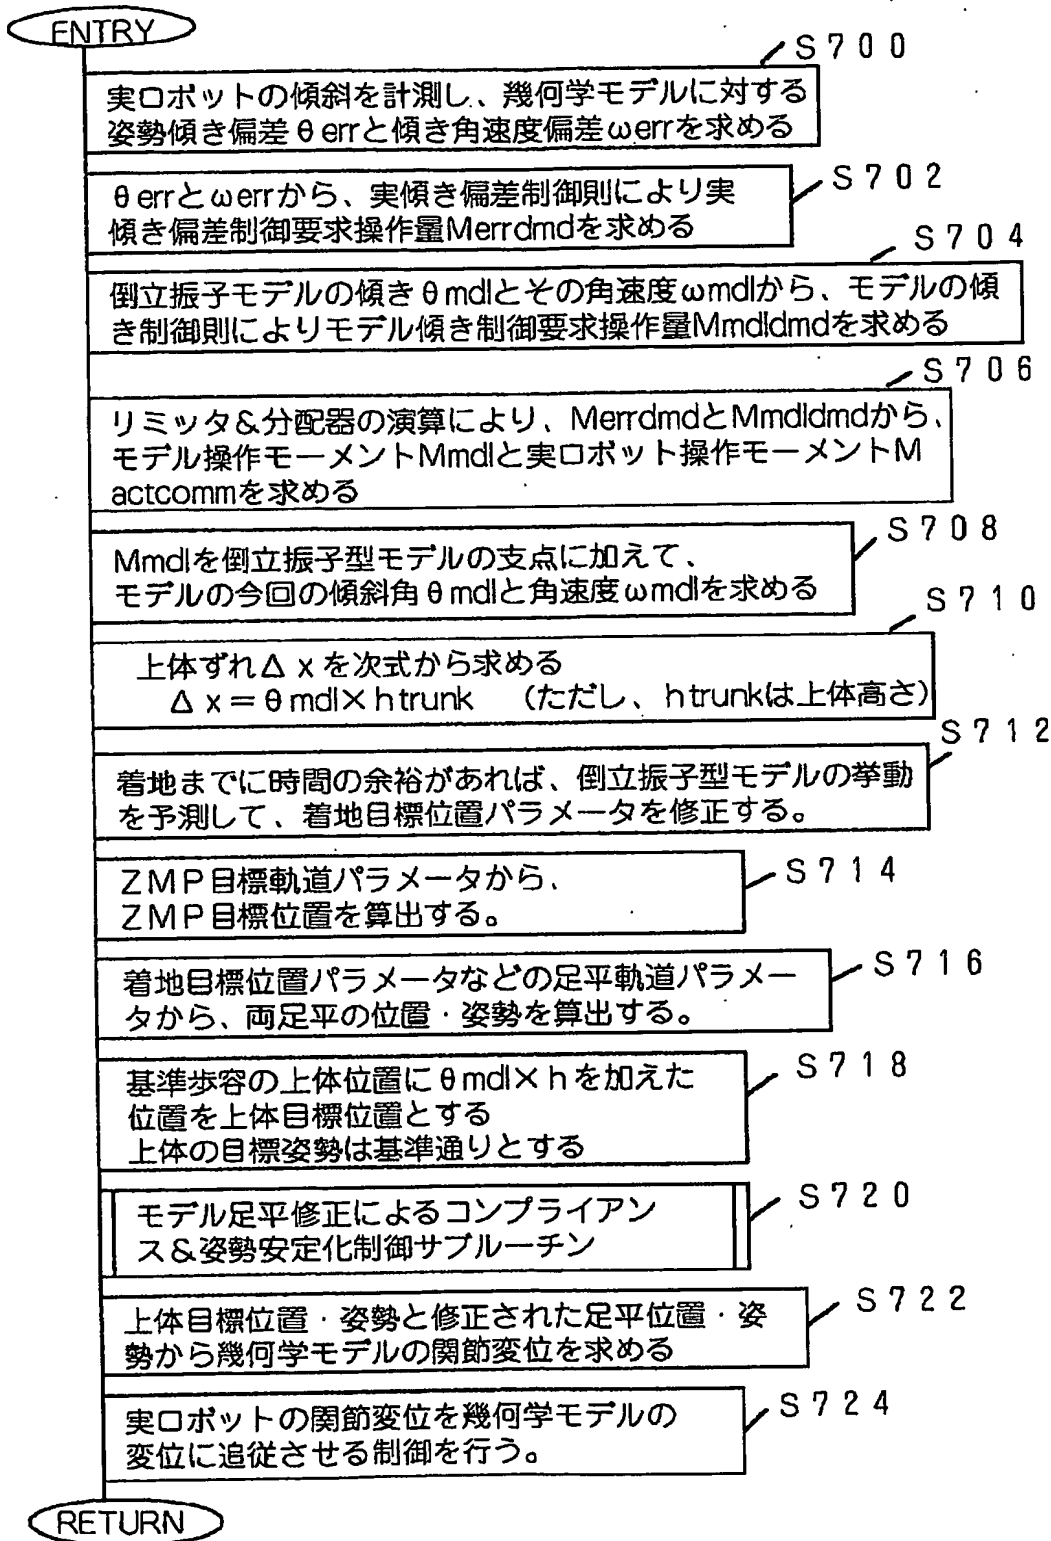 ENTRY
S700
実ロボットの傾斜を計測し、幾何学モデルに対する
姿勢傾き偏差θerrと傾き角速度偏差ωerrを求める
S702
θerrとωerrから、実傾き偏差制御則により実
傾き偏差制御要求操作量Merrdmdを求める
S704
倒立振子モデルの傾きθmdlとその角速度ωmdlから、モデルの傾
き制御則によりモデル傾き制御要求操作量Mmdldmdを求める
S706
リミッタ&分配器の演算により、MerrdmdとMmdldmdから、
モデル操作モーメントMmdlと実ロボット操作モーメントM
actcommを求める
S708
Mmdlを倒立振子型モデルの支点に加えて、
モデルの今回の傾斜角θmdlと角速度ωmdlを求める
S710
上体ずれΔxを次式から求める
Δx=θmdl×htrunk (ただし、htrunkは上体高さ)
S712
着地までに時間の余裕があれば、倒立振子型モデルの挙動
を予測して、着地目標位置パラメータを修正する。
S714
ZMP目標軌道パラメータから、
ZMP目標位置を算出する。
S716
着地目標位置パラメータなどの足平軌道パラメー
タから、両足平の位置・姿勢を算出する。
S718
基準歩容の上体位置にθmdl×hを加えた
位置を上体目標位置とする
上体の目標姿勢は基準通りとする
S720
モデル足平修正によるコンプライアン
ス&姿勢安定化制御サブルーチン
S722
上体目標位置・姿勢と修正された足平位置・姿
勢から幾何学モデルの関節変位を求める
S724
実ロボットの関節変位を幾何学モデルの
変位に追従させる制御を行う。
RETURN